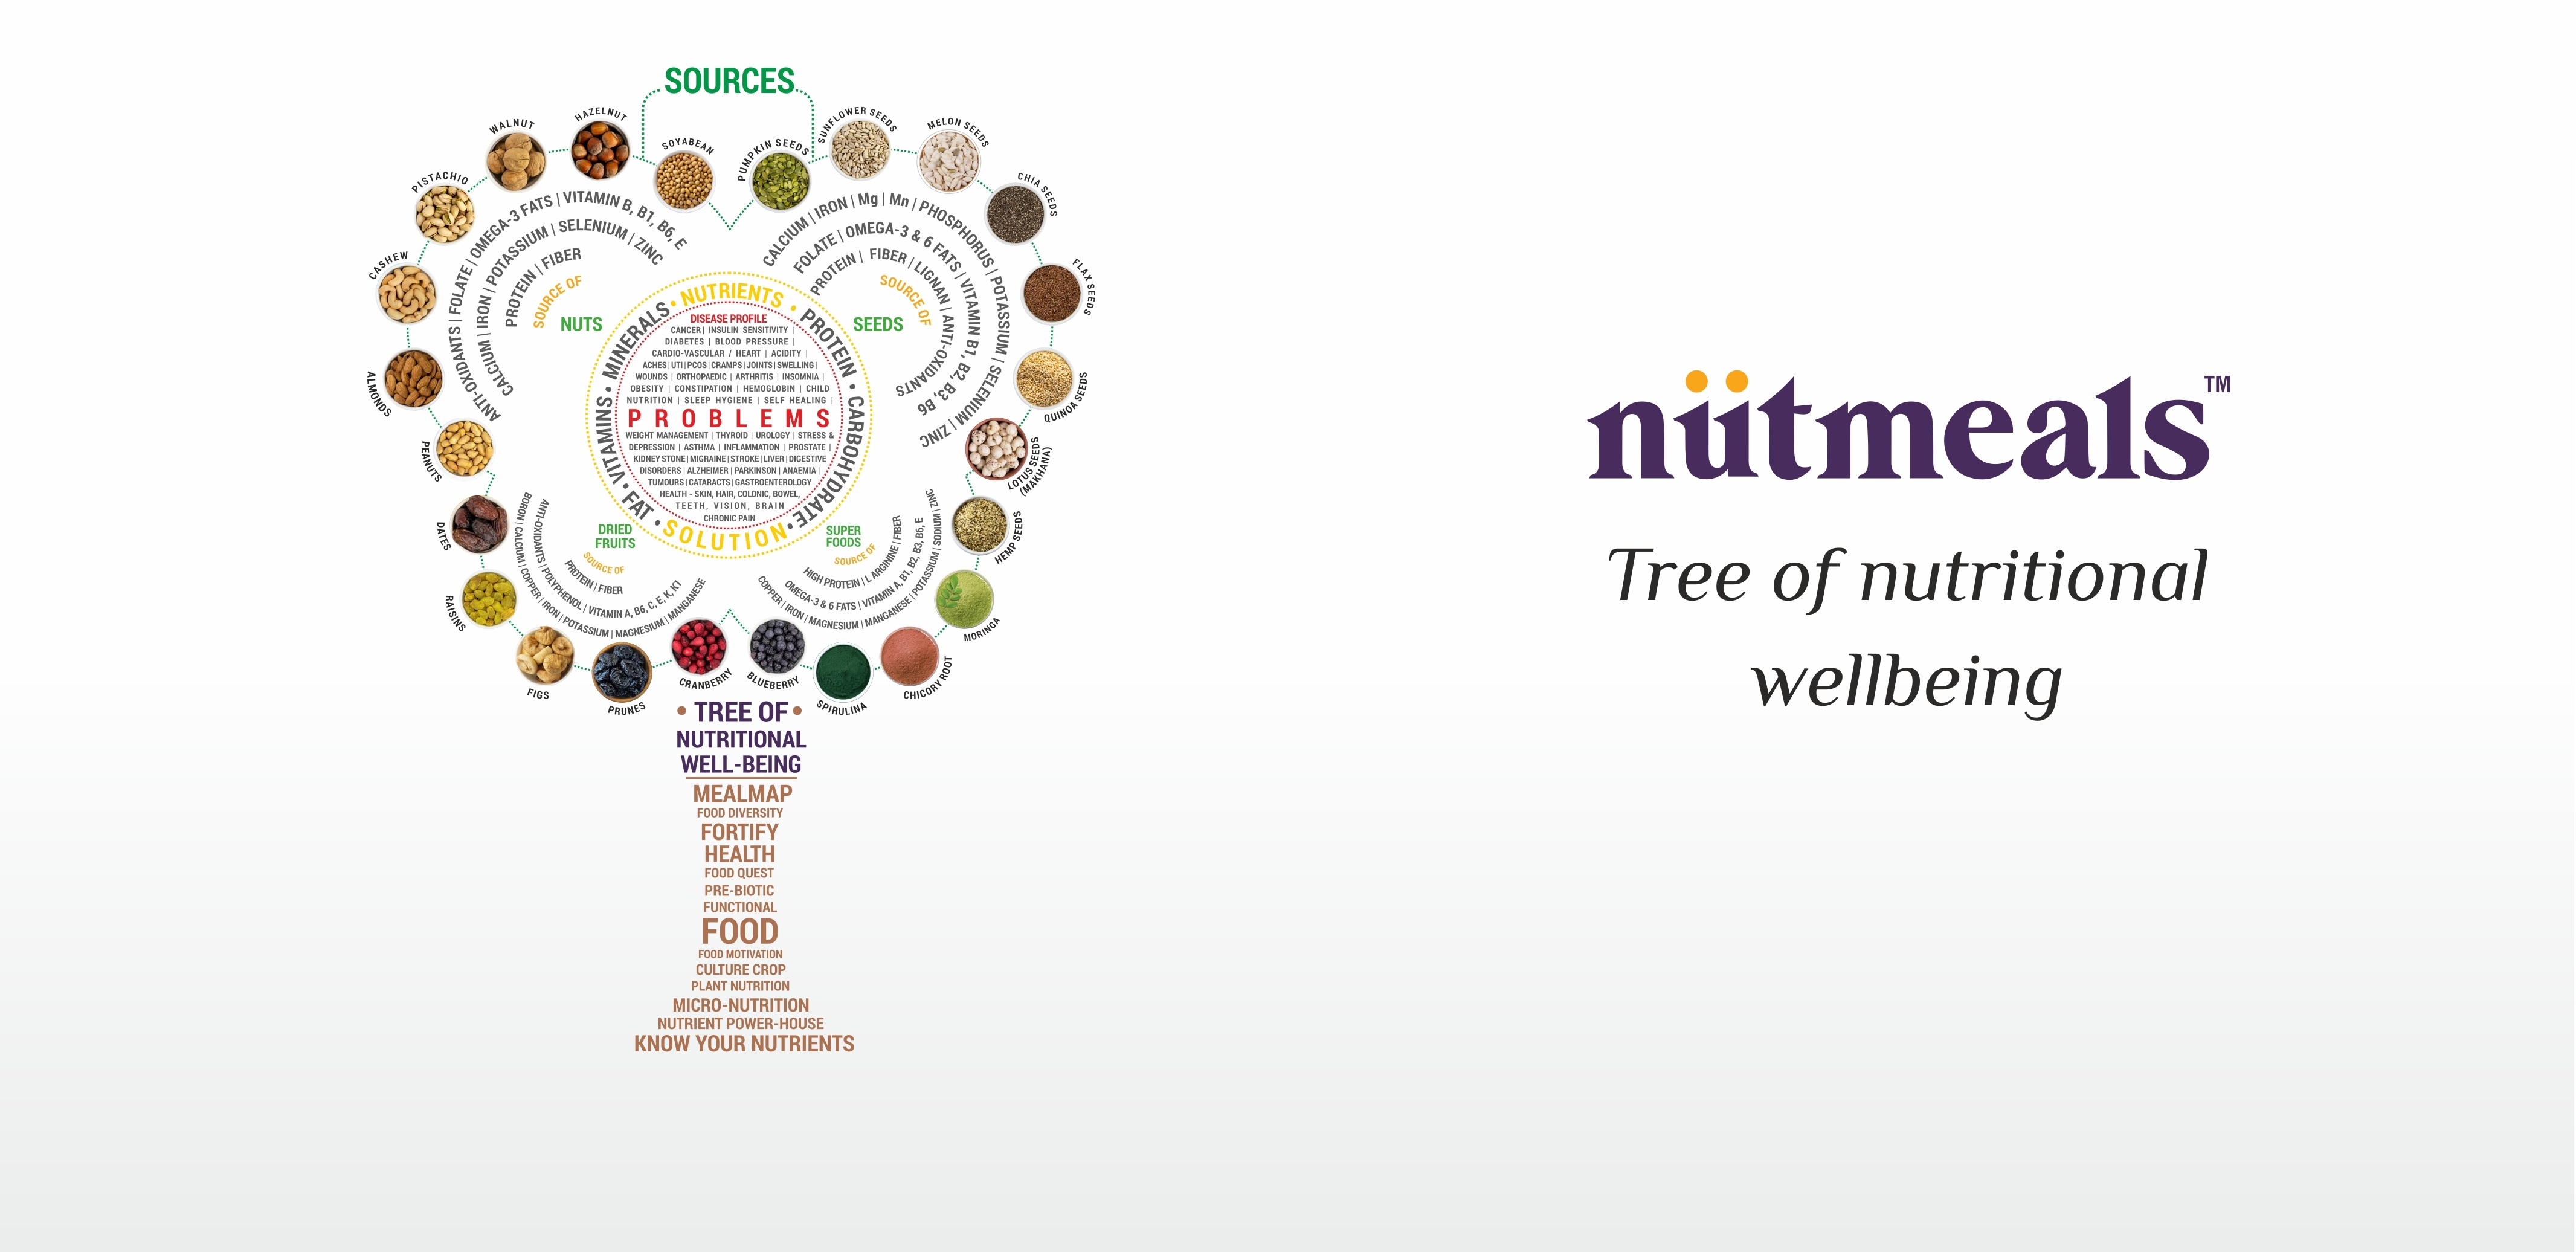 SOURCES
WALNUT
HAZELNUT
SOYABEAN
PUMPKIN SEEDS
SUNFLOWER SEEDS
MELON SEEDS
PISTACHIO
CHIA SEEDS
CASHEW
FLAX SEEDS
ALMONDS
QUINOA SEEDS
PEANUTS
LOTUS SEEDS
(MAKHANA)
DATES
HEMP SEEDS
RAISINS
MORINGA
FIGS
PRUNES
CRANBERRY
BLUEBERRY
SPIRULINA
CHICORY ROOT
ANTI-OXIDANTS | FOLATE | OMEGA-3 FATS | VITAMIN B, B1, B6, E
CALCIUM | IRON | POTASSIUM | SELENIUM | ZINC
PROTEIN | FIBER
SOURCE OF
NUTS
CALCIUM | IRON | Mg | Mn | PHOSPHORUS | POTASSIUM | SELENIUM | ZINC
FOLATE | OMEGA-3 & 6 FATS | VITAMIN B1, B2, B3, B6
PROTEIN | FIBER | LIGNAN | ANTI-OXIDANTS
SOURCE OF
SEEDS
• NUTRIENTS • PROTEIN • CARBOHYDRATE •
SOLUTION • FAT • VITAMINS • MINERALS
DISEASE PROFILE
CANCER | INSULIN SENSITIVITY |
DIABETES | BLOOD PRESSURE |
CARDIO-VASCULAR / HEART | ACIDITY |
ACHES | UTI | PCOS | CRAMPS | JOINTS | SWELLING |
WOUNDS | ORTHOPAEDIC | ARTHRITIS | INSOMNIA |
OBESITY | CONSTIPATION | HEMOGLOBIN | CHILD
NUTRITION | SLEEP HYGIENE | SELF HEALING |
PROBLEMS
WEIGHT MANAGEMENT | THYROID | UROLOGY | STRESS &
DEPRESSION | ASTHMA | INFLAMMATION | PROSTATE |
KIDNEY STONE | MIGRAINE | STROKE | LIVER | DIGESTIVE
DISORDERS | ALZHEIMER | PARKINSON | ANAEMIA |
TUMOURS | CATARACTS | GASTROENTEROLOGY
HEALTH - SKIN, HAIR, COLONIC, BOWEL,
TEETH, VISION, BRAIN
CHRONIC PAIN
DRIED
FRUITS
SOURCE OF
PROTEIN | FIBER
ANTI-OXIDANTS | POLYPHENOL | VITAMIN A, B6, C, E, K, K1
BORON | CALCIUM | COPPER | IRON | POTASSIUM | MAGNESIUM | MANGANESE
SUPER
FOODS
SOURCE OF
HIGH PROTEIN | L ARGININE | FIBER
OMEGA-3 & 6 FATS | VITAMIN A, B1, B2, B3, B6, E
COPPER | IRON | MAGNESIUM | MANGANESE | POTASSIUM | SODIUM | ZINC
• TREE OF •
NUTRITIONAL
WELL-BEING
MEALMAP
FOOD DIVERSITY
FORTIFY
HEALTH
FOOD QUEST
PRE-BIOTIC
FUNCTIONAL
FOOD
FOOD MOTIVATION
CULTURE CROP
PLANT NUTRITION
MICRO-NUTRITION
NUTRIENT POWER-HOUSE
KNOW YOUR NUTRIENTS
nütmeals™
Tree of nutritional
wellbeing